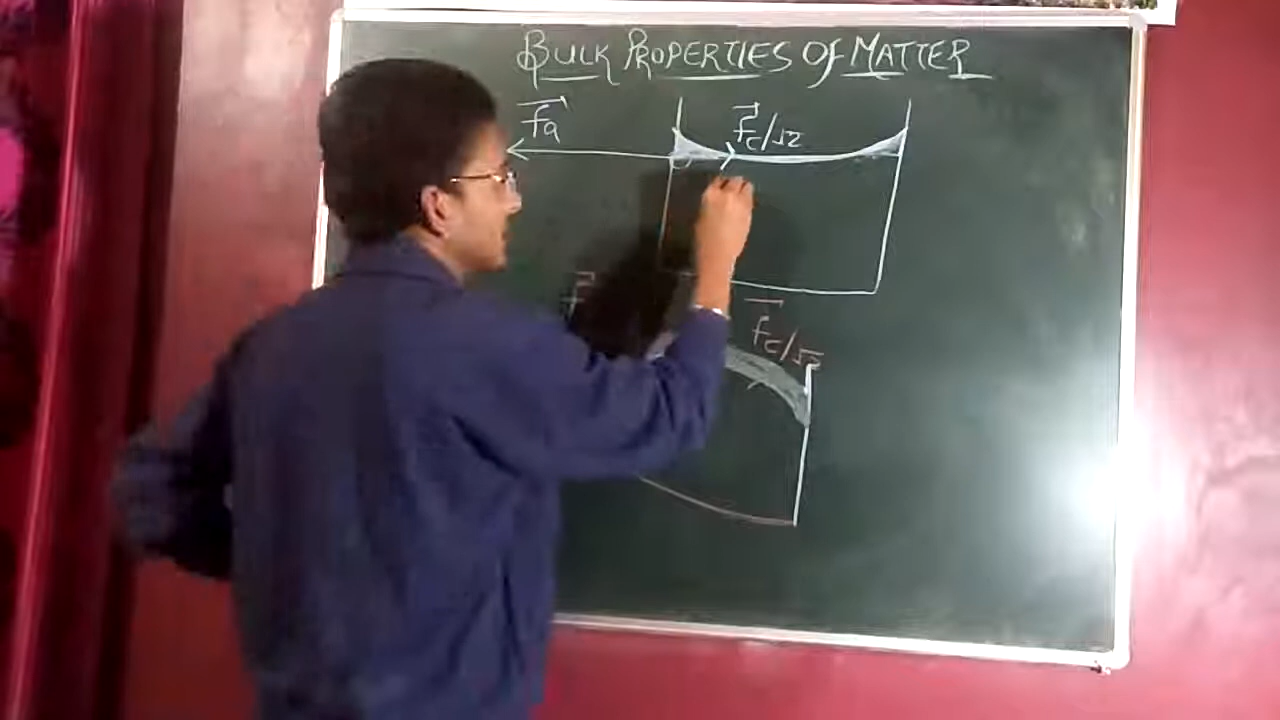 BULK PROPERTIES OF MATTER
fa
fc/√2
f
fc/√2